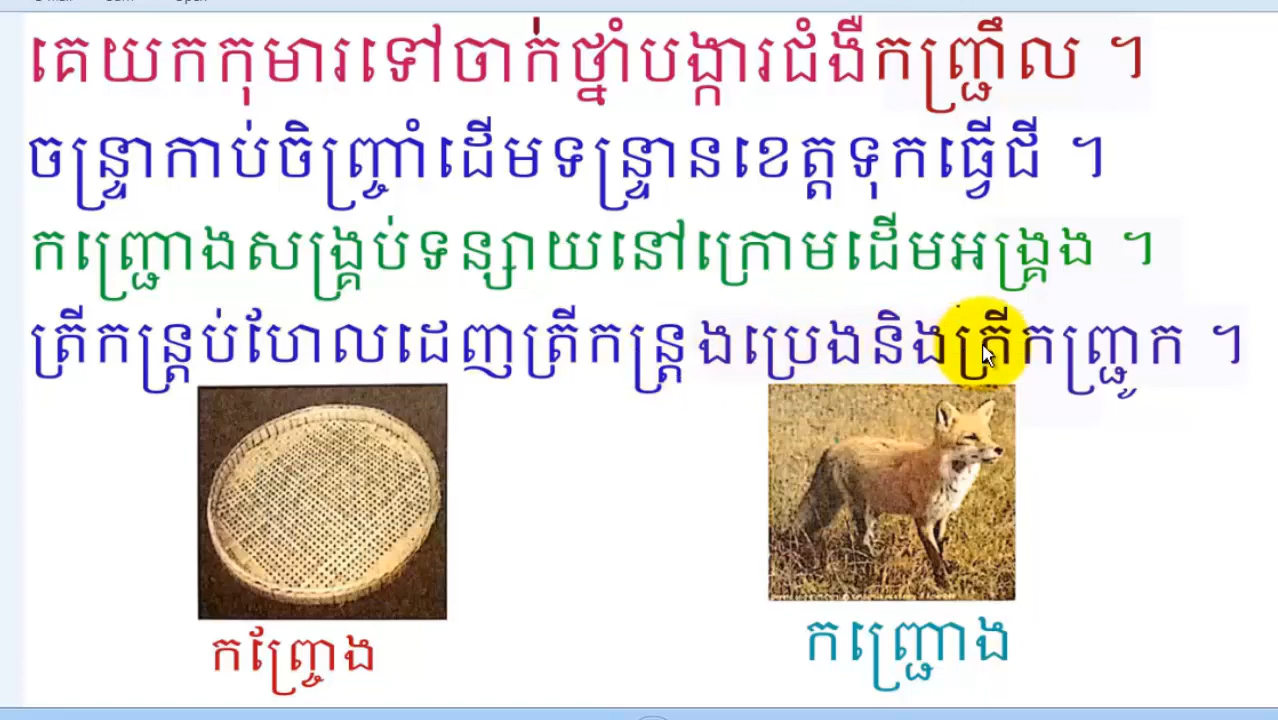 គេយកកុមារទៅចាក់ថ្នាំបង្ការជំងឺកញ្ជ្រឹល ។
ចន្ទ្រាកាប់ចិញ្ច្រាំដើមទន្ទ្រានខេត្តទុកធ្វើជី ។
កញ្ជ្រោងសង្គ្រប់ទន្សាយនៅក្រោមដើមអង្គ្រង ។
ត្រីកន្ត្រប់ហែលដេញត្រីកន្ត្រងប្រេងនិងត្រីកញ្ជ្រូក ។
កញ្ច្រែង
កញ្ជ្រោង